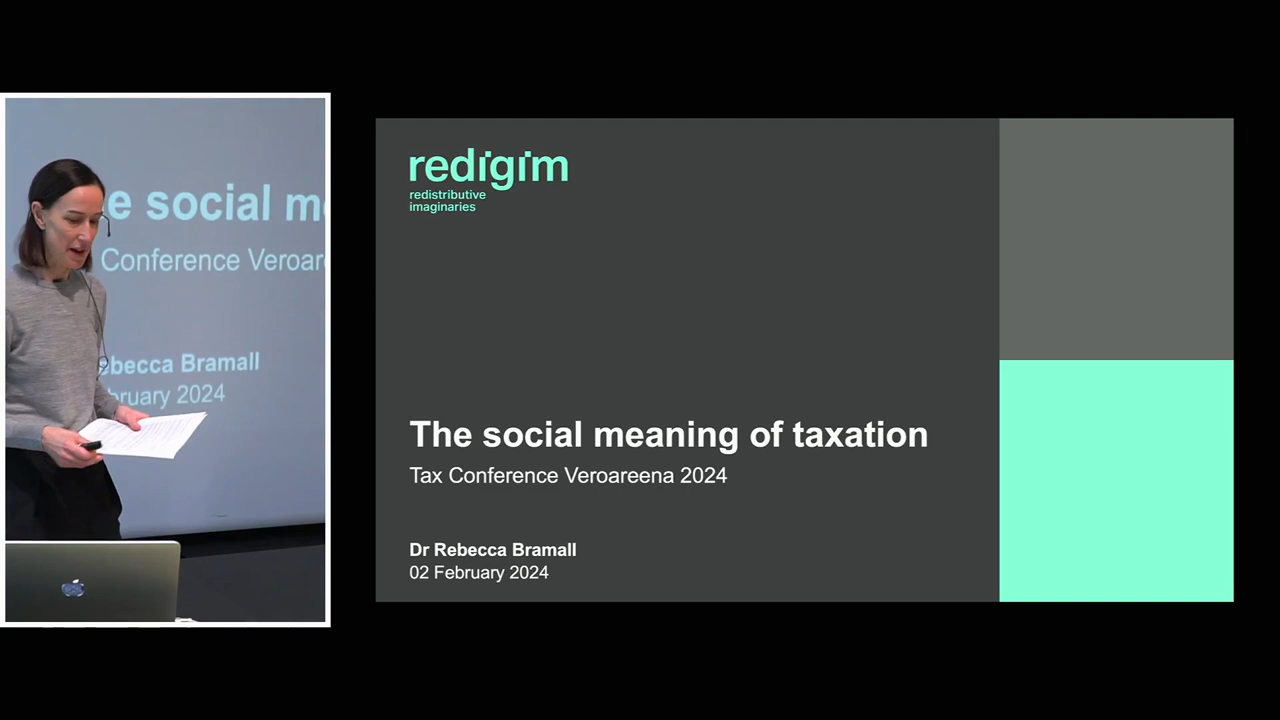 e social m
Conference Veroar
ebecca Bramall
bruary 2024
redigim
redistributive
imaginaries
The social meaning of taxation
Tax Conference Veroareena 2024
Dr Rebecca Bramall
02 February 2024